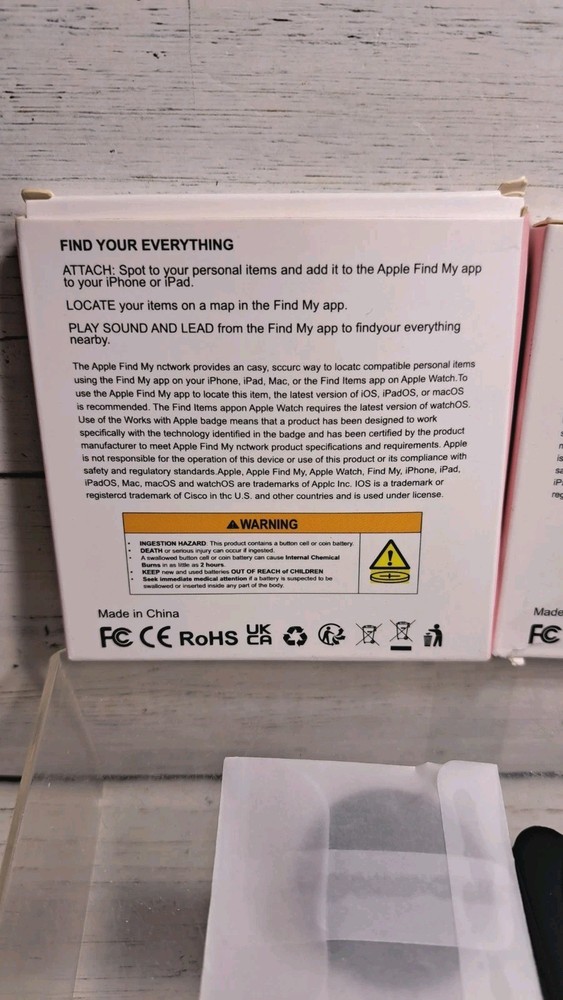 FIND YOUR EVERYTHING
ATTACH: Spot to your personal items and add it to the Apple Find My app
to your iPhone or iPad.
LOCATE your items on a map in the Find My app.
PLAY SOUND AND LEAD from the Find My app to findyour everything
nearby.
The Apple Find My nctwork provides an casy, sccurc way to locatc compatible personal items
using the Find My app on your iPhone, iPad, Mac, or the Find Items app on Apple Watch.To
use the Apple Find My app to locate this item, the latest version of iOS, iPadOS, or macOS
is recommended. The Find Items appon Apple Watch requires the latest version of watchOS.
Use of the Works with Apple badge means that a product has been designed to work
specifically with the technology identified in the badge and has been certified by the product
manufacturer to meet Apple Find My nctwork product specifications and requirements. Apple
is not responsible for the operation of this device or use of this product or its compliance with
safety and regulatory standards.Apple, Apple Find My, Apple Watch, Find My, iPhone, iPad,
iPadOS, Mac, macOS and watchOS are trademarks of Applc Inc. IOS is a trademark or
registercd trademark of Cisco in thc U.S. and other countries and is used under license.
WARNING
• INGESTION HAZARD: This product contains a button cell or coin battery.
• DEATH or serious injury can occur if ingested.
• A swallowed button cell or coin battery can cause Internal Chemical
Burns in as little as 2 hours.
• KEEP new and used batteries OUT OF REACH of CHILDREN
• Seek immediate medical attention if a battery is suspected to be
swallowed or inserted inside any part of the body.
Made in China
FC CE RoHS UK CA
Made
FC